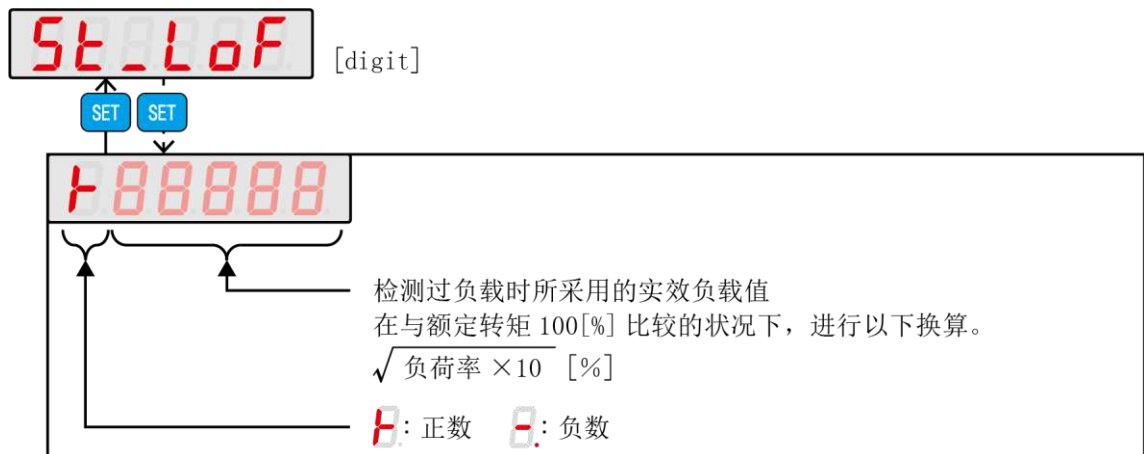 St_LoF [digit]
SET SET
┣88888
检测过负载时所采用的实效负载值
在与额定转矩 100[%] 比较的状况下，进行以下换算。
√负荷率 ×10 [%]
┣：正数 -.：负数